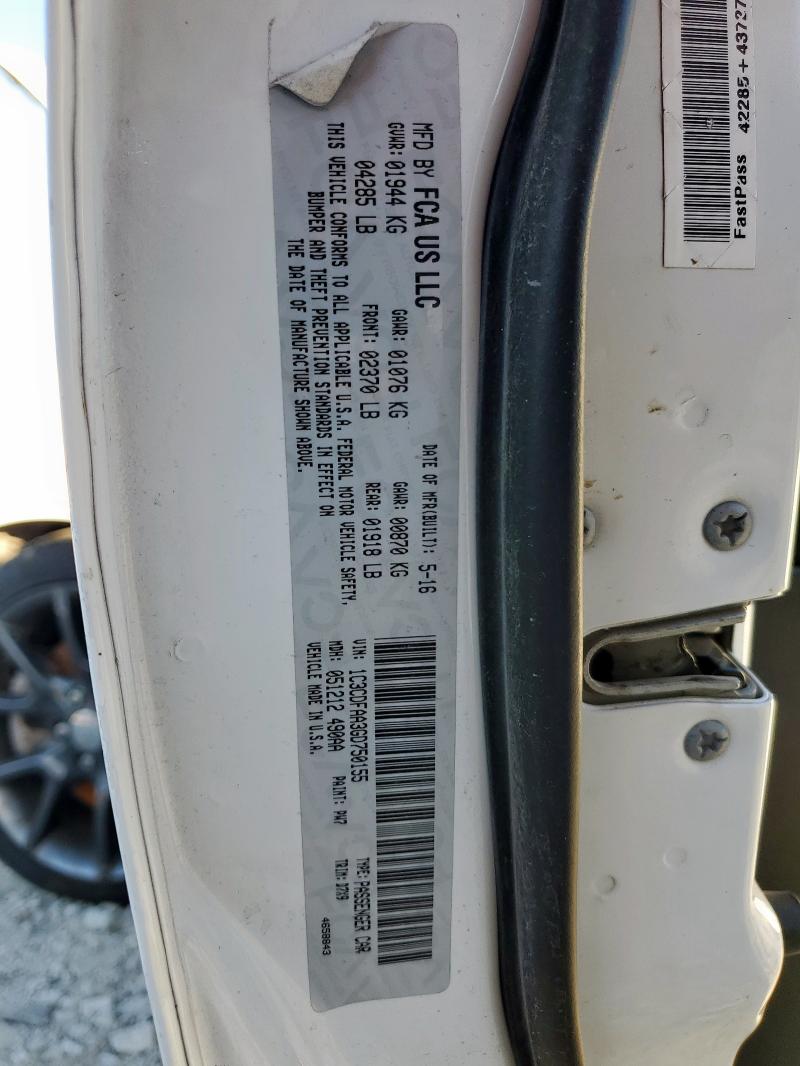 MFD BY FCA US LLC
DATE OF MFR(BUILT): 5-16
GVWR: 01944 KG
GAWR: 01076 KG
GAWR: 00870 KG
04285 LB
FRONT: 02370 LB
REAR: 01918 LB
THIS VEHICLE CONFORMS TO ALL APPLICABLE U.S.A. FEDERAL MOTOR VEHICLE SAFETY,
BUMPER AND THEFT PREVENTION STANDARDS IN EFFECT ON
THE DATE OF MANUFACTURE SHOWN ABOVE.
VIN: 1C3CDFAA3GD750155
TYPE: PASSENGER CAR
MDH: 051212 490AA
PAINT: PW7
TRIM:
VEHICLE MADE IN U.S.A.
4658843
FastPass 42285+43727